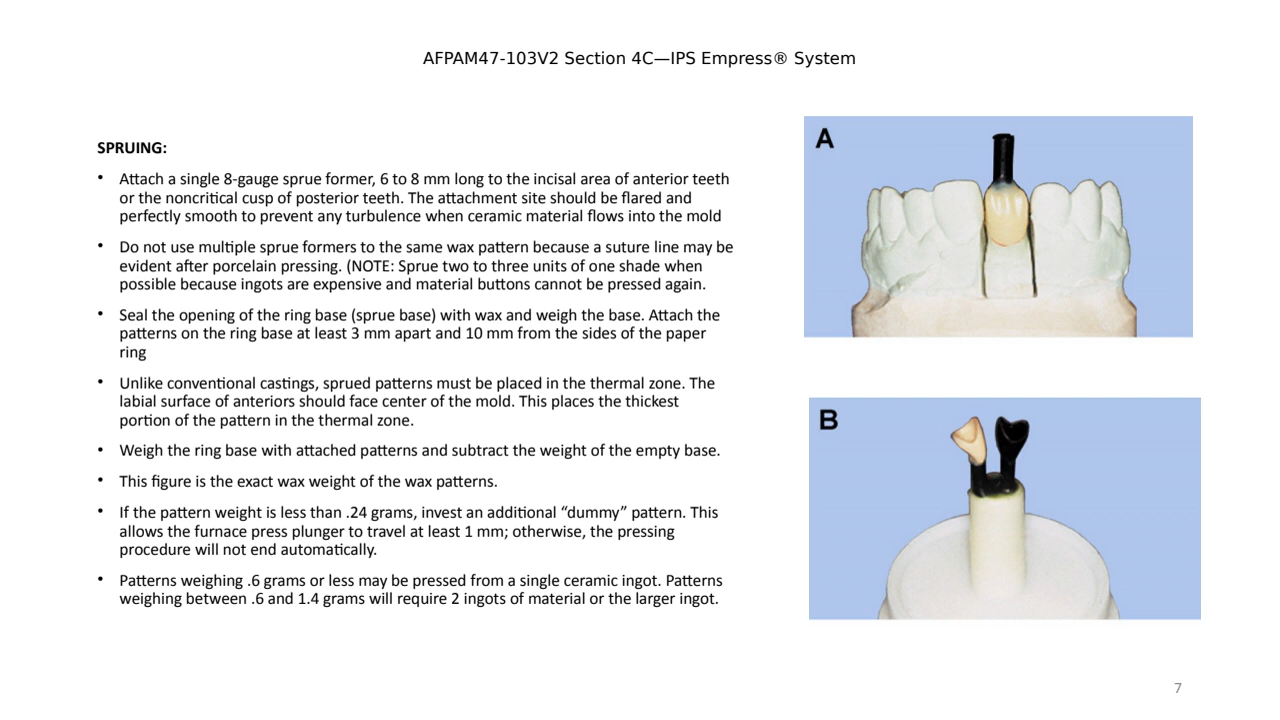 AFPAM47-103V2 Section 4C—IPS Empress® System
SPRUING:
• Attach a single 8-gauge sprue former, 6 to 8 mm long to the incisal area of anterior teeth
or the noncritical cusp of posterior teeth. The attachment site should be flared and
perfectly smooth to prevent any turbulence when ceramic material flows into the mold
• Do not use multiple sprue formers to the same wax pattern because a suture line may be
evident after porcelain pressing. (NOTE: Sprue two to three units of one shade when
possible because ingots are expensive and material buttons cannot be pressed again.
• Seal the opening of the ring base (sprue base) with wax and weigh the base. Attach the
patterns on the ring base at least 3 mm apart and 10 mm from the sides of the paper
ring
• Unlike conventional castings, sprued patterns must be placed in the thermal zone. The
labial surface of anteriors should face center of the mold. This places the thickest
portion of the pattern in the thermal zone.
• Weigh the ring base with attached patterns and subtract the weight of the empty base.
• This figure is the exact wax weight of the wax patterns.
• If the pattern weight is less than .24 grams, invest an additional “dummy” pattern. This
allows the furnace press plunger to travel at least 1 mm; otherwise, the pressing
procedure will not end automatically.
• Patterns weighing .6 grams or less may be pressed from a single ceramic ingot. Patterns
weighing between .6 and 1.4 grams will require 2 ingots of material or the larger ingot.
A
B
7